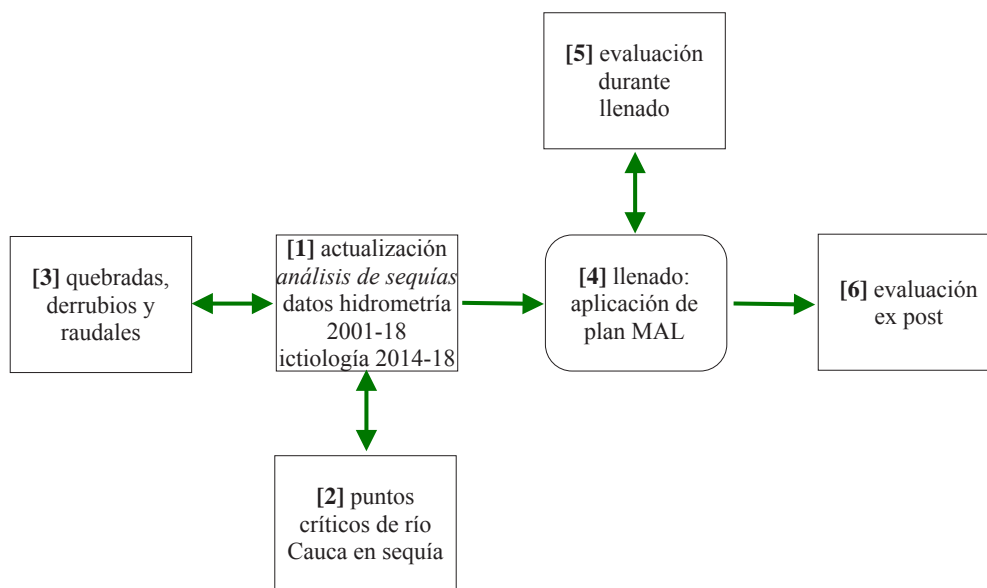 [5] evaluación
durante
llenado
[3] quebradas,
derrubios y
raudales
[1] actualización
análisis de sequías
datos hidrometría
2001-18
ictiología 2014-18
[4] llenado:
aplicación de
plan MAL
[6] evaluación
ex post
[2] puntos
críticos de río
Cauca en sequía